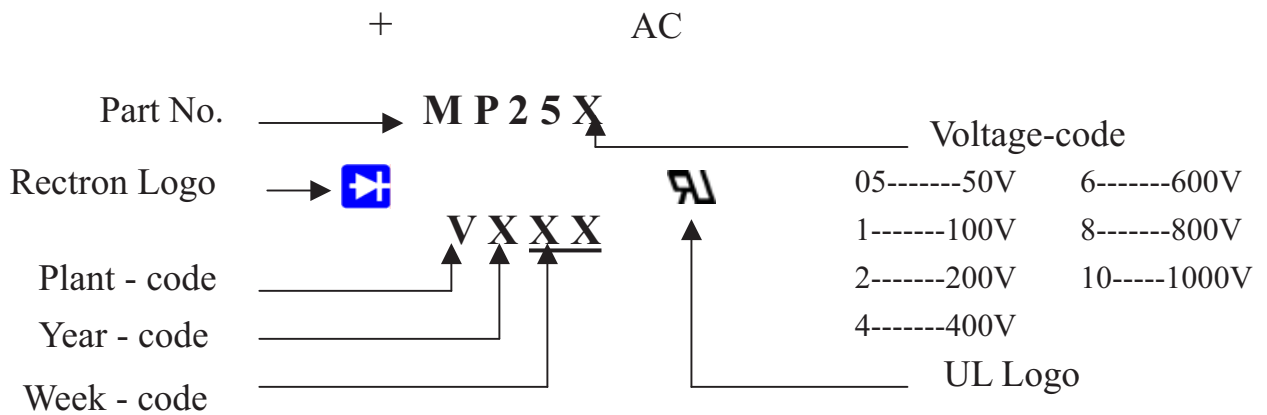 + AC
Part No. M P 2 5 X
Voltage-code
Rectron Logo
05-------50V 6-------600V
V X X X
1-------100V 8-------800V
Plant - code
2-------200V 10-----1000V
Year - code
4-------400V
UL Logo
Week - code